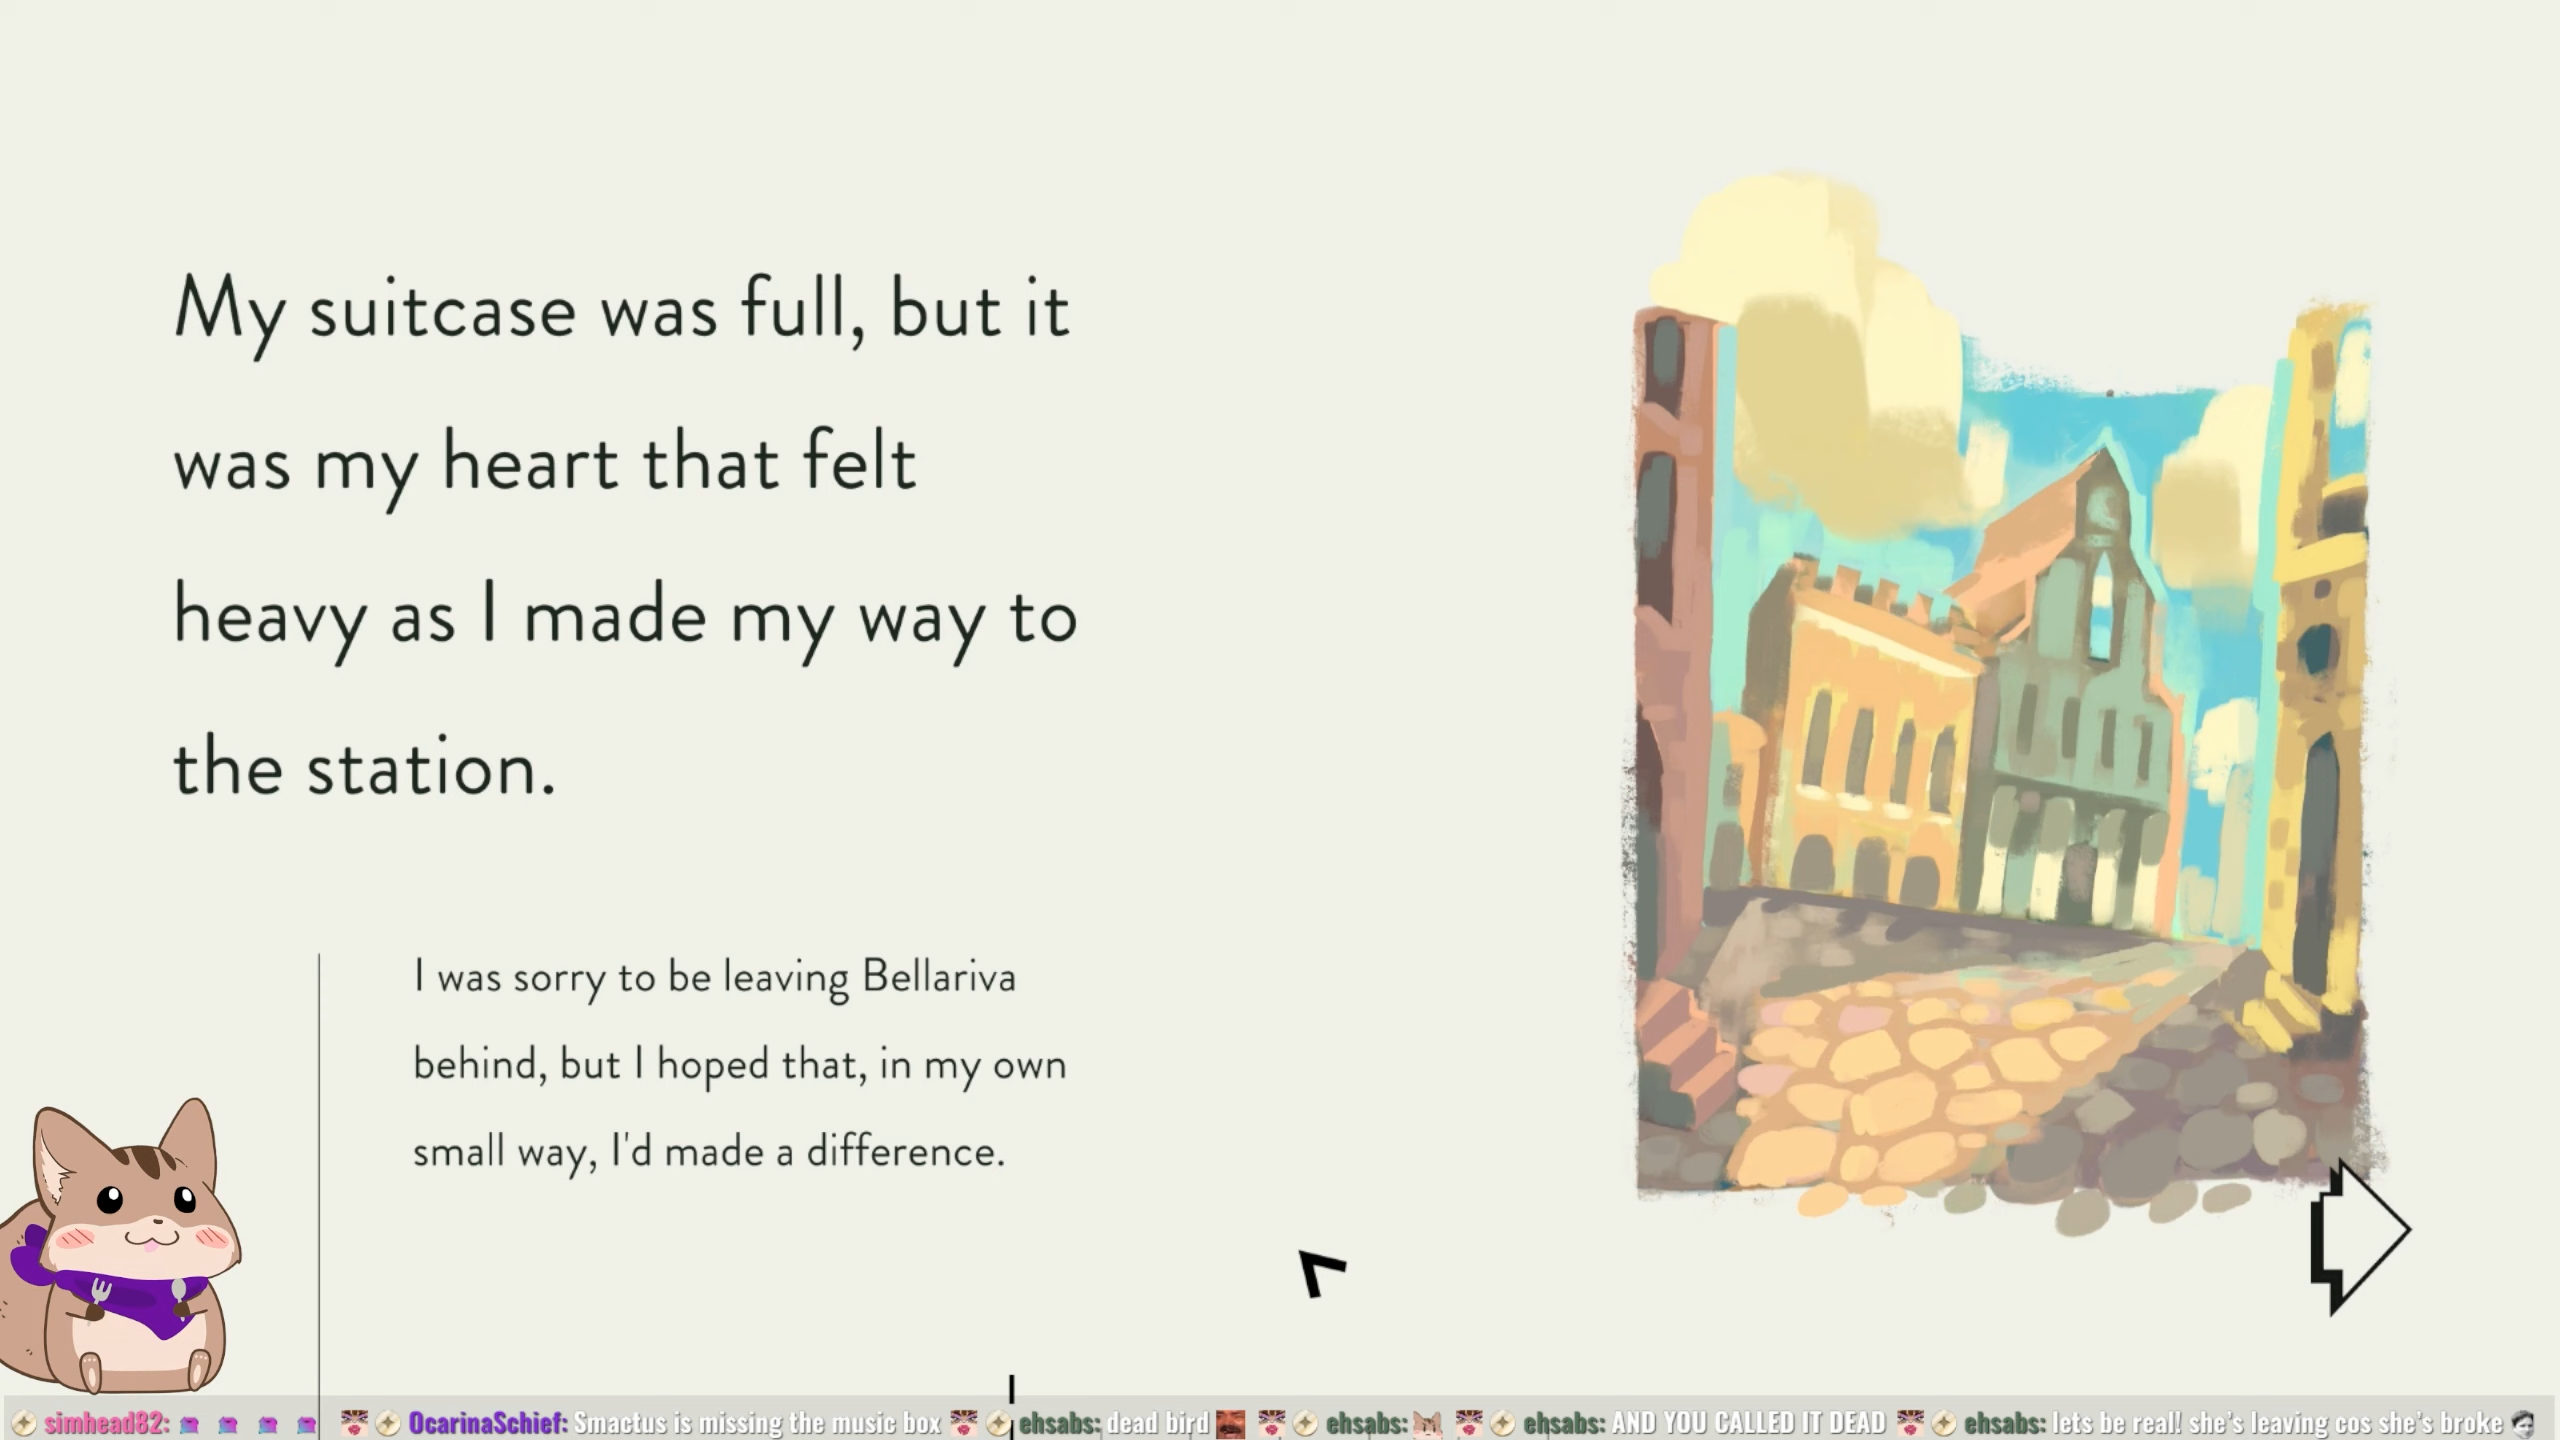 My suitcase was full, but it
was my heart that felt
heavy as I made my way to
the station.
I was sorry to be leaving Bellariva
behind, but I hoped that, in my own
small way, I'd made a difference.
simhead82: OcarinaSchief: Smactus is missing the music box ehsabs: dead bird ehsabs: ehsabs: AND YOU CALLED IT DEAD ehsabs: lets be real! she's leaving cos she's broke